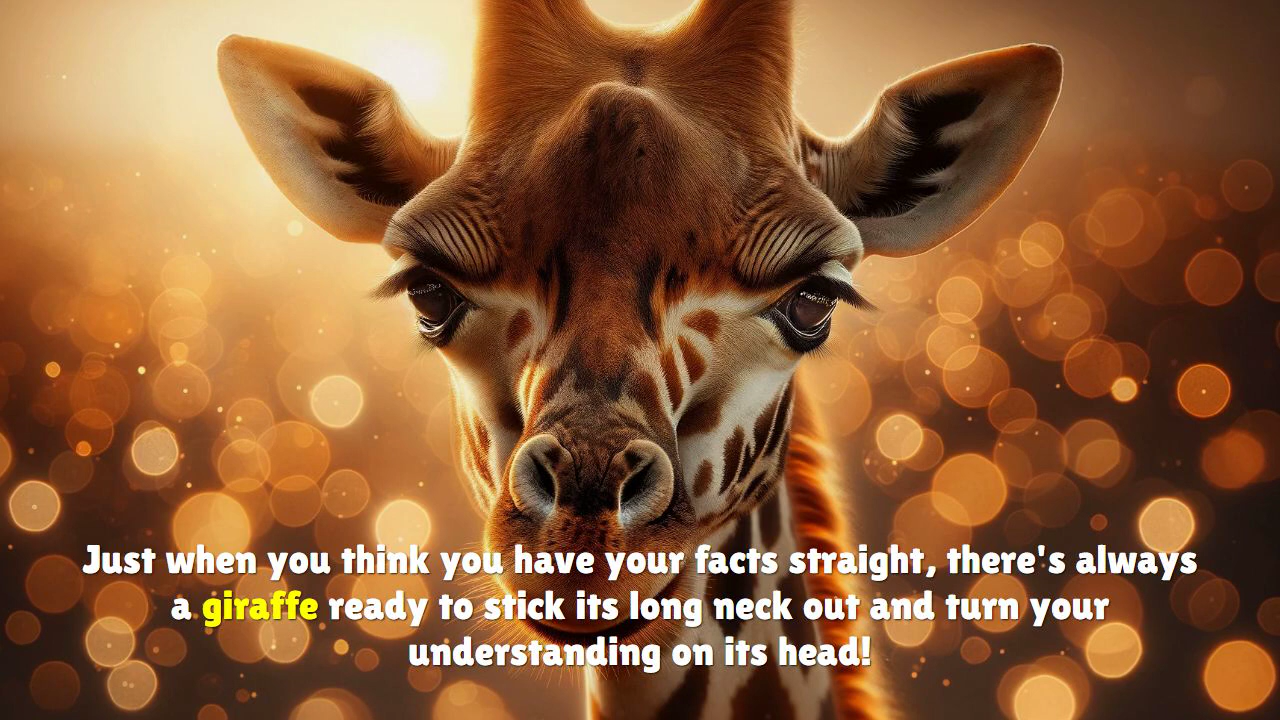 Just when you think you have your facts straight, there's always
a giraffe ready to stick its long neck out and turn your
understanding on its head!